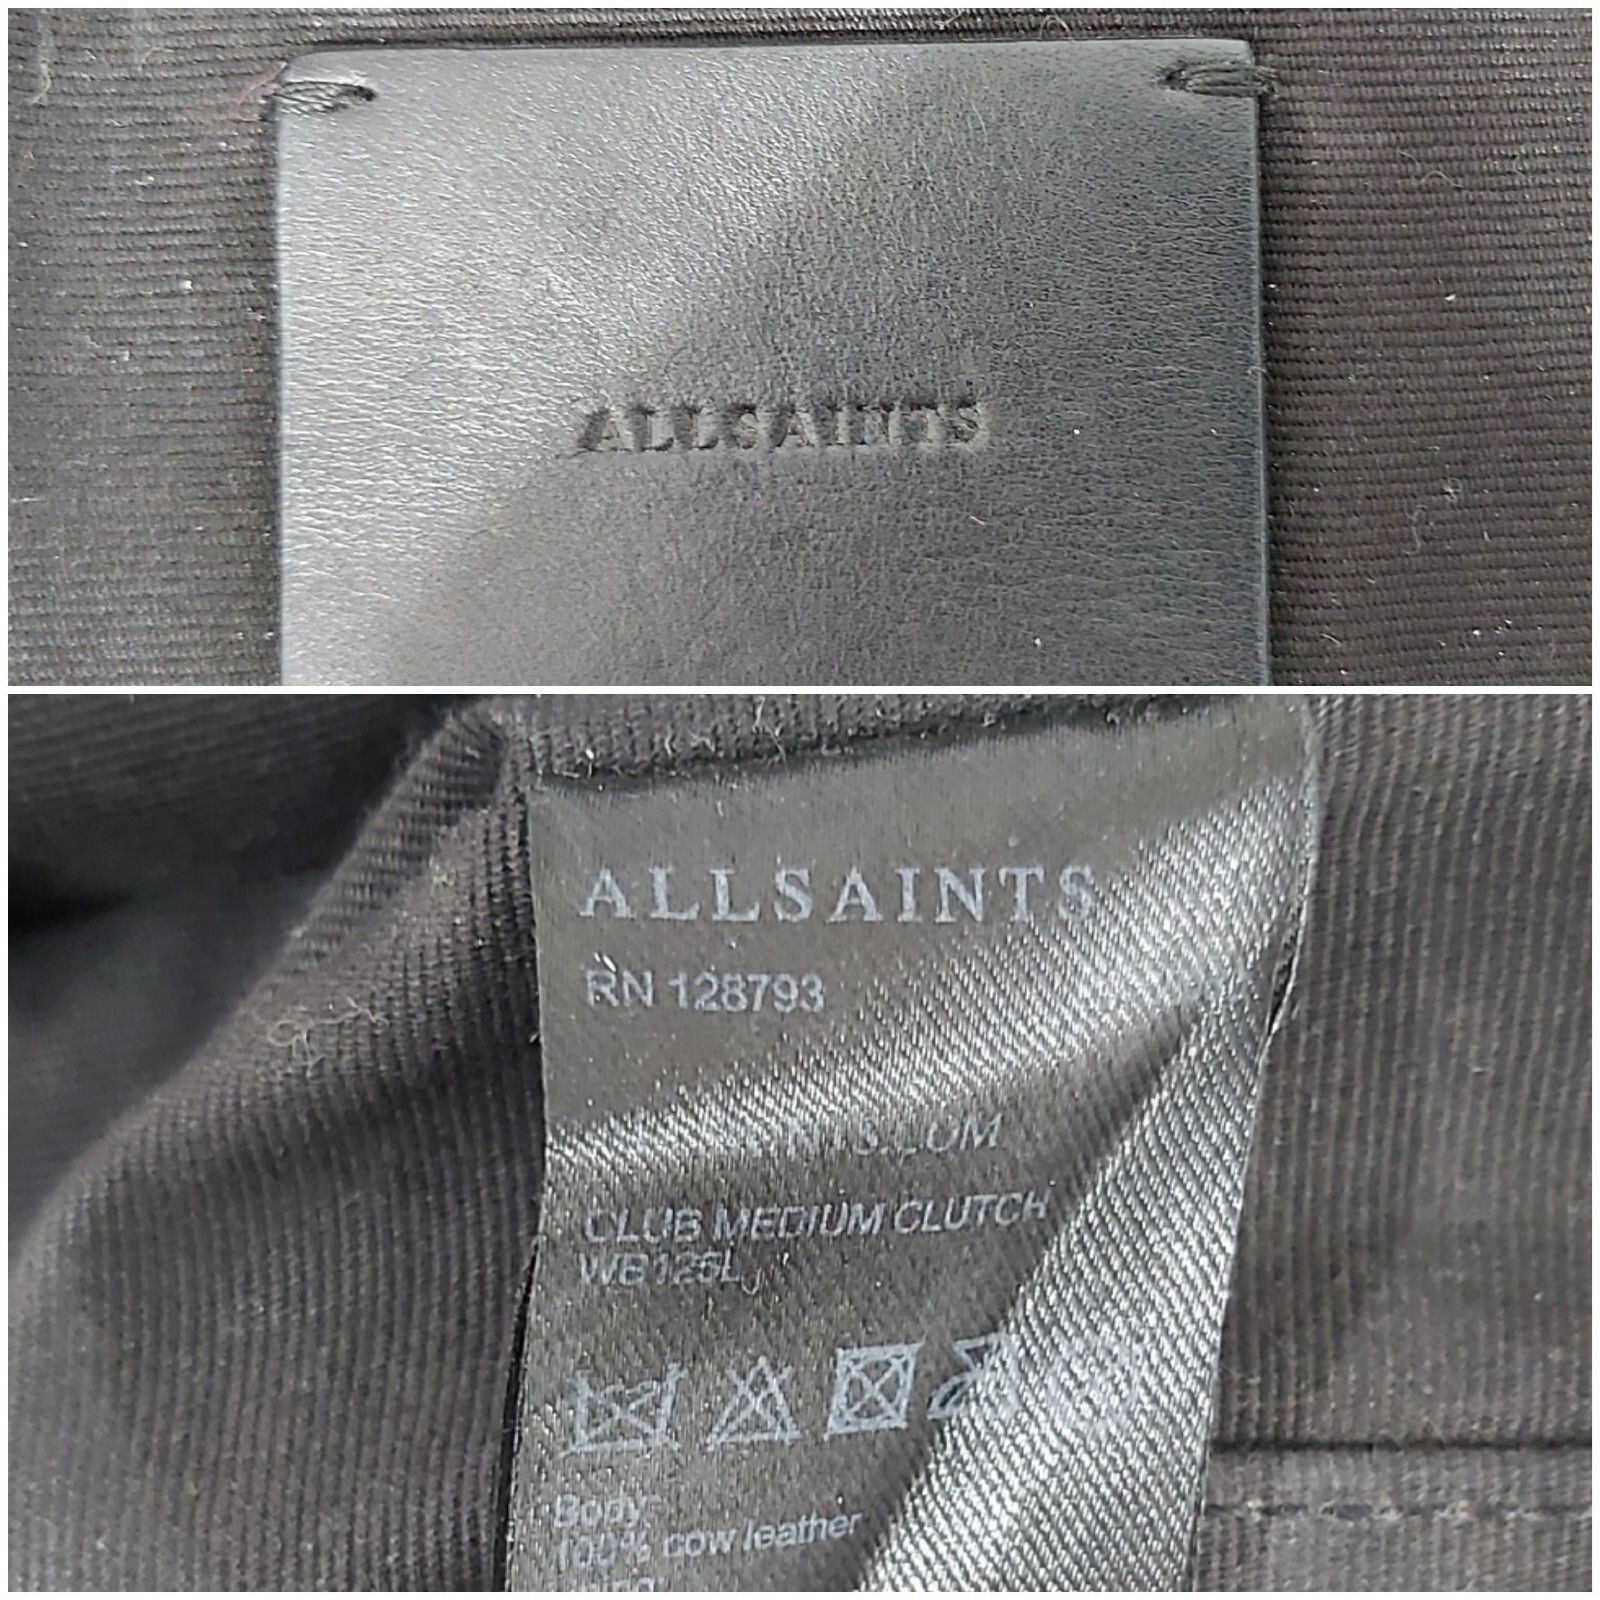 ALLSAINTS
ALLSAINTS
RN 128793
CLUB MEDIUM CLUTCH
Body
100% cow leather